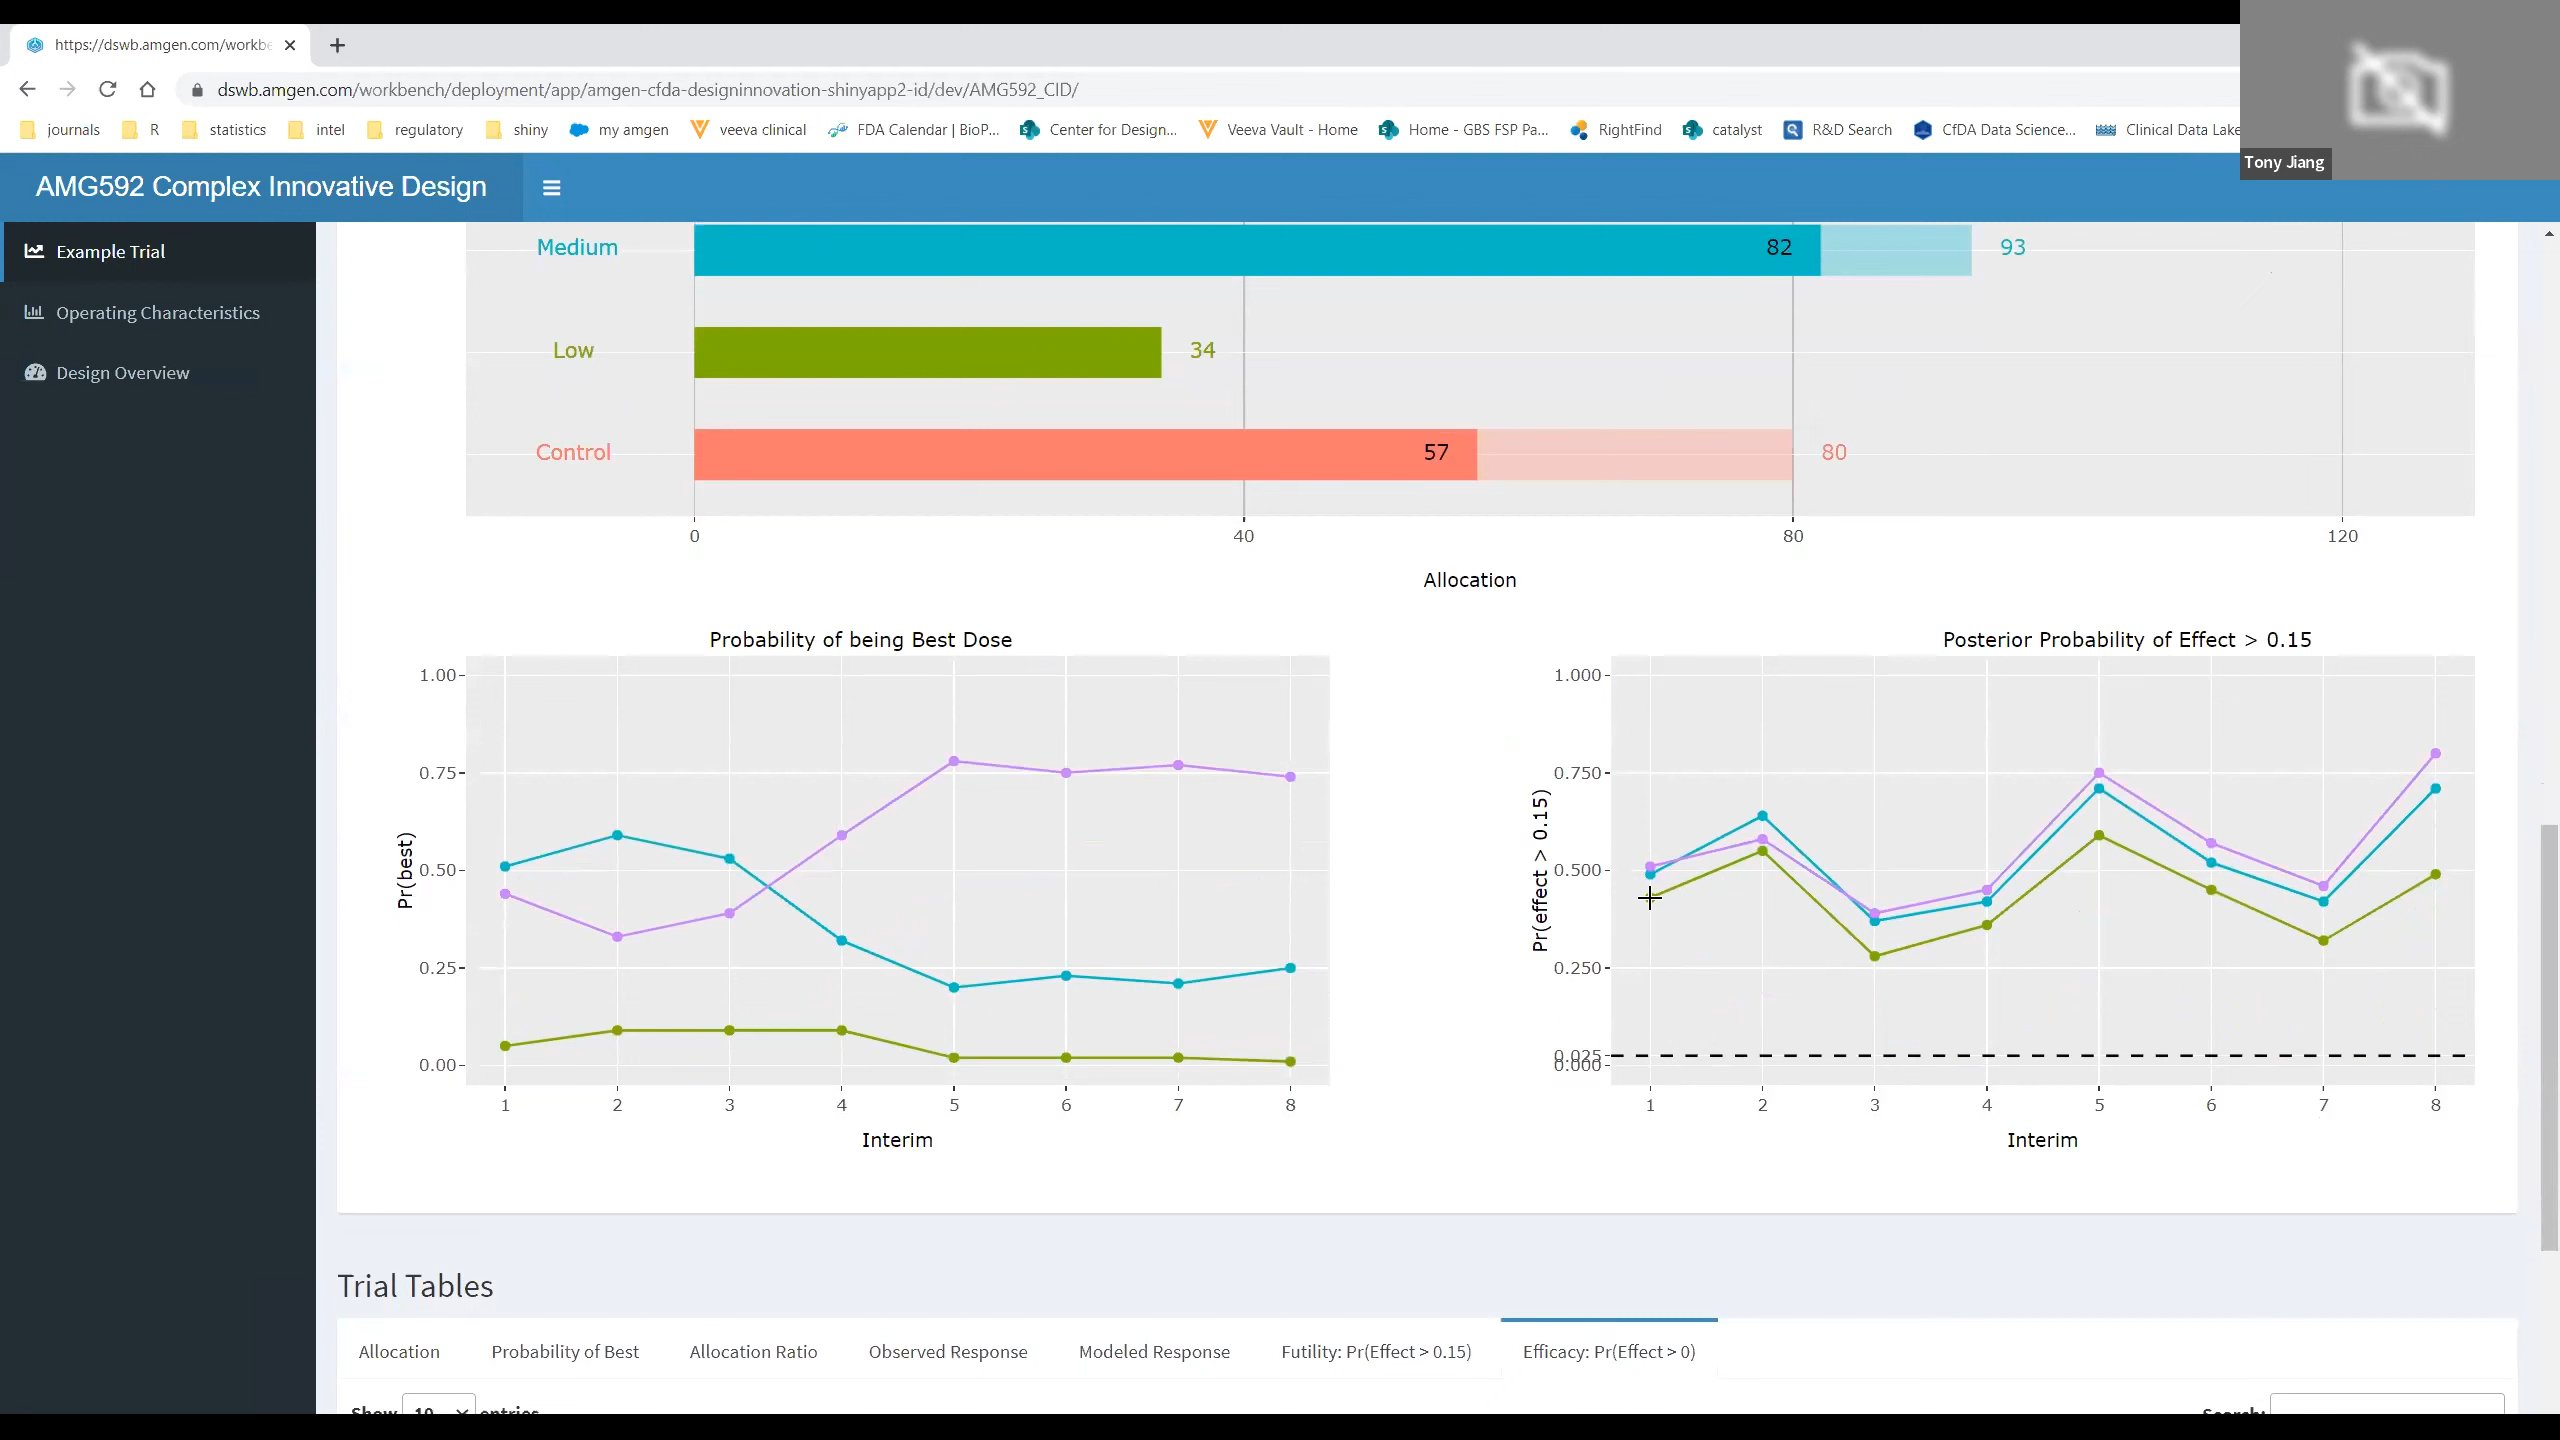 https://dswb.amgen.com/workbe
dswb.amgen.com/workbench/deployment/app/amgen-cfda-designinnovation-shinyapp2-id/dev/AMG592_CID/
journals R statistics intel regulatory shiny my amgen veeva clinical FDA Calendar | BioP... Center for Design... Veeva Vault - Home Home - GBS FSP Pa... RightFind catalyst R&D Search CfDA Data Science... Clinical Data Lake
Tony Jiang
AMG592 Complex Innovative Design
Example Trial
Operating Characteristics
Design Overview
Medium 82 93
Low 34
Control 57 80
0 40 80 120
Allocation
Probability of being Best Dose
1.00
0.75
0.50
0.25
0.00
Pr(best)
1 2 3 4 5 6 7 8
Interim
Posterior Probability of Effect > 0.15
1.000
0.750
0.500
0.250
0.025
0.000
Pr(effect > 0.15)
1 2 3 4 5 6 7 8
Interim
Trial Tables
Allocation Probability of Best Allocation Ratio Observed Response Modeled Response Futility: Pr(Effect > 0.15) Efficacy: Pr(Effect > 0)
Show 10 entries Search: